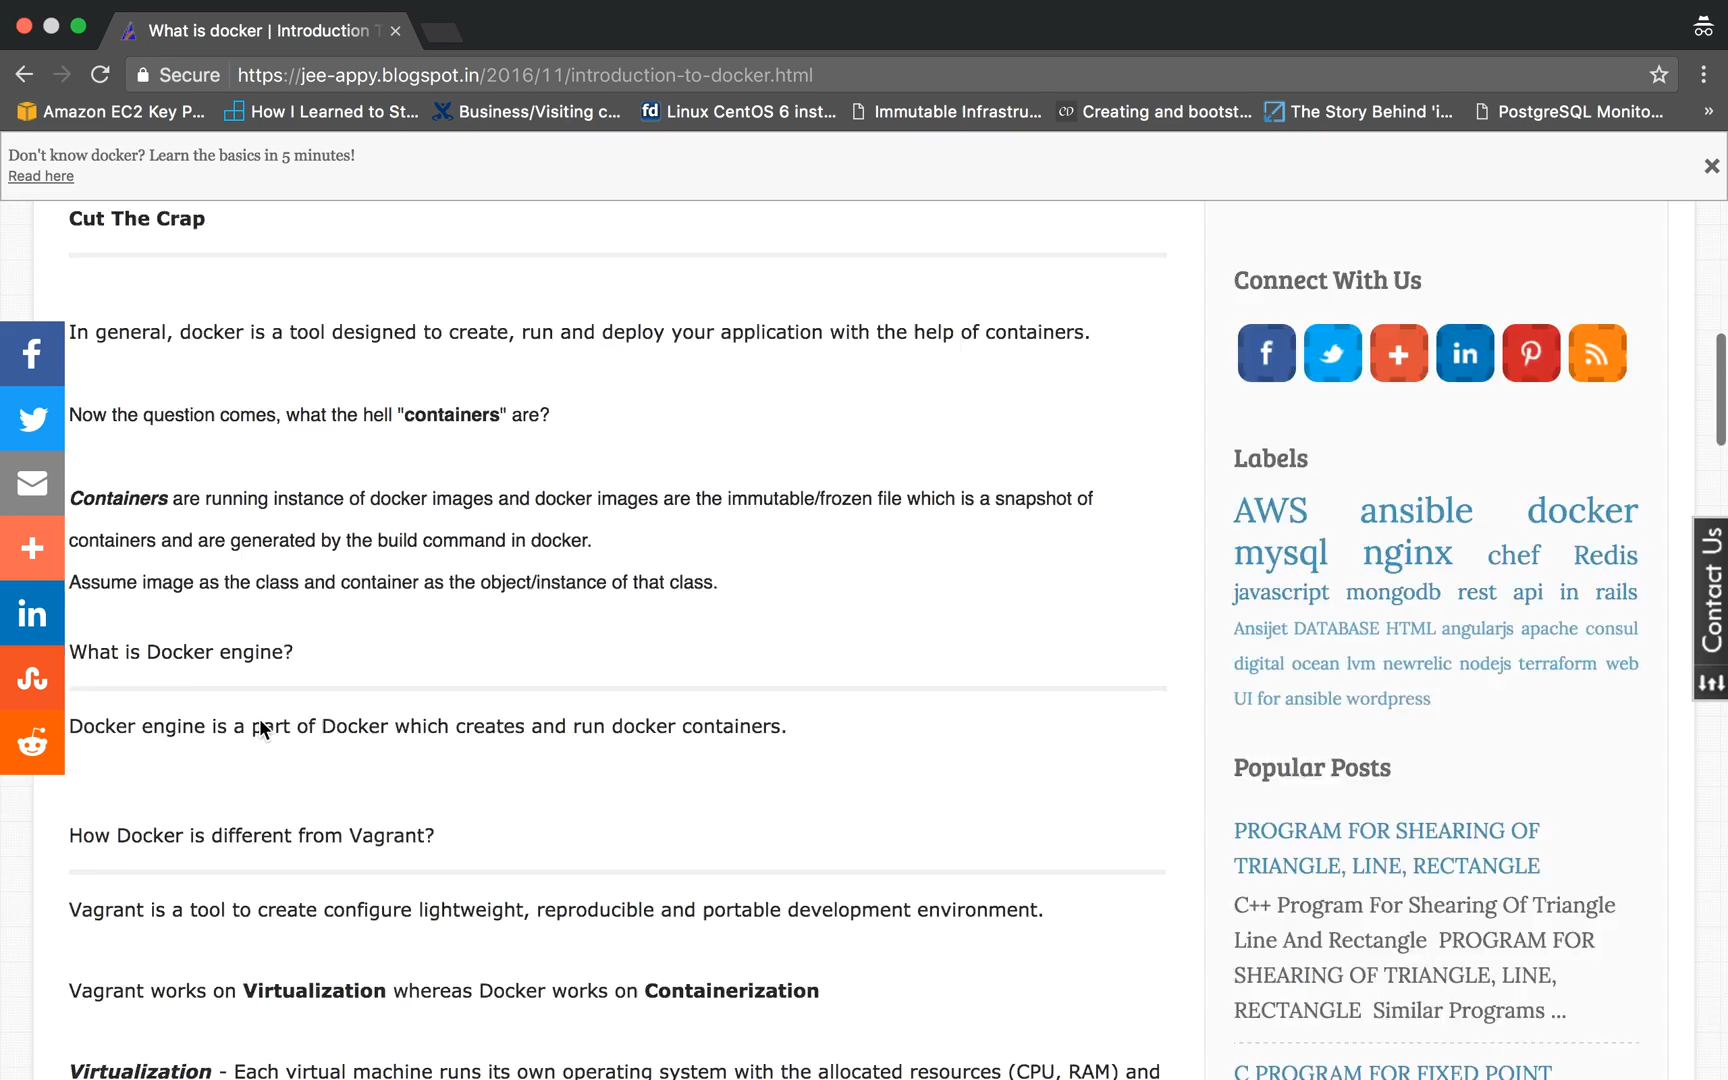 What is docker | Introduction T
Secure https://jee-appy.blogspot.in/2016/11/introduction-to-docker.html
Amazon EC2 Key P... How I Learned to St... Business/Visiting c... fd Linux CentOS 6 inst... Immutable Infrastru... cp Creating and bootst... The Story Behind 'i... PostgreSQL Monito... »
Don't know docker? Learn the basics in 5 minutes!
Read here
Cut The Crap
In general, docker is a tool designed to create, run and deploy your application with the help of containers.
Now the question comes, what the hell "containers" are?
Containers are running instance of docker images and docker images are the immutable/frozen file which is a snapshot of
containers and are generated by the build command in docker.
Assume image as the class and container as the object/instance of that class.
What is Docker engine?
Docker engine is a part of Docker which creates and run docker containers.
How Docker is different from Vagrant?
Vagrant is a tool to create configure lightweight, reproducible and portable development environment.
Vagrant works on Virtualization whereas Docker works on Containerization
Virtualization - Each virtual machine runs its own operating system with the allocated resources (CPU, RAM) and
Connect With Us
Labels
AWS ansible docker
mysql nginx chef Redis
javascript mongodb rest api in rails
Ansijet DATABASE HTML angularjs apache consul
digital ocean lvm newrelic nodejs terraform web
UI for ansible wordpress
Popular Posts
PROGRAM FOR SHEARING OF
TRIANGLE, LINE, RECTANGLE
C++ Program For Shearing Of Triangle
Line And Rectangle PROGRAM FOR
SHEARING OF TRIANGLE, LINE,
RECTANGLE Similar Programs ...
C PROGRAM FOR FIXED POINT
Contact Us